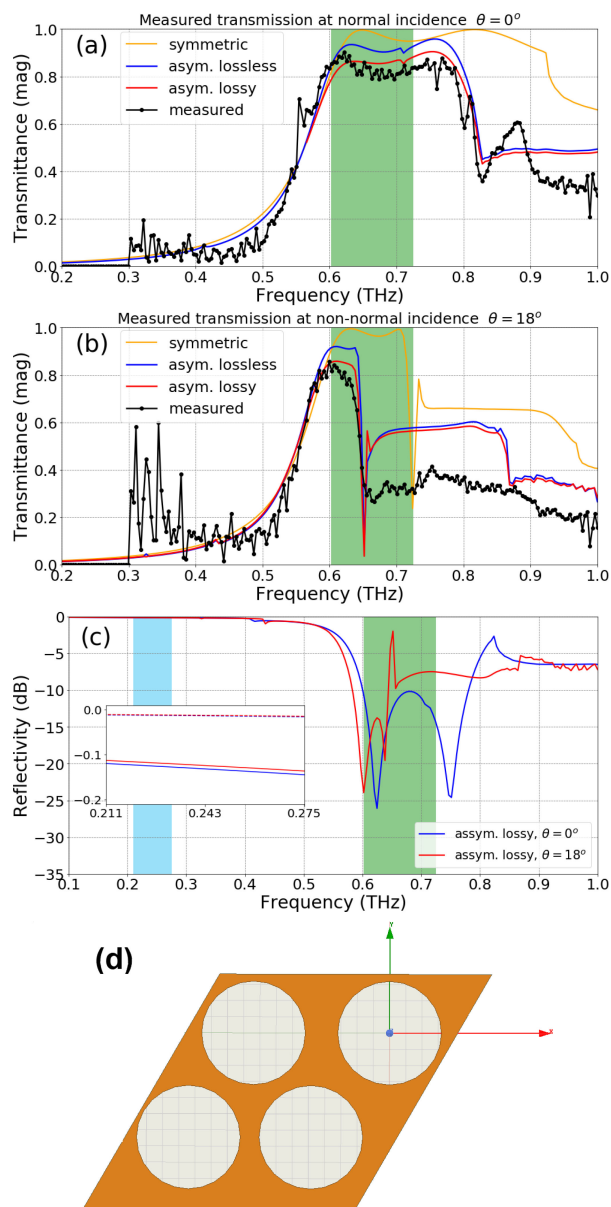 Measured transmission at normal incidence θ = 0°
(a)
symmetric
asym. lossless
asym. lossy
measured
Transmittance (mag)
1.0
0.8
0.6
0.4
0.2
0.0
0.2 0.3 0.4 0.5 0.6 0.7 0.8 0.9 1.0
Frequency (THz)
Measured transmission at non-normal incidence θ = 18°
(b)
symmetric
asym. lossless
asym. lossy
measured
Transmittance (mag)
1.0
0.8
0.6
0.4
0.2
0.0
0.2 0.3 0.4 0.5 0.6 0.7 0.8 0.9 1.0
Frequency (THz)
(c)
Reflectivity (dB)
0
−5
−10
−15
−20
−25
−30
−35
0.0
−0.1
−0.2
0.211 0.243 0.275
assym. lossy, θ = 0°
assym. lossy, θ = 18°
0.1 0.2 0.3 0.4 0.5 0.6 0.7 0.8 0.9 1.0
Frequency (THz)
(d)
Y
X